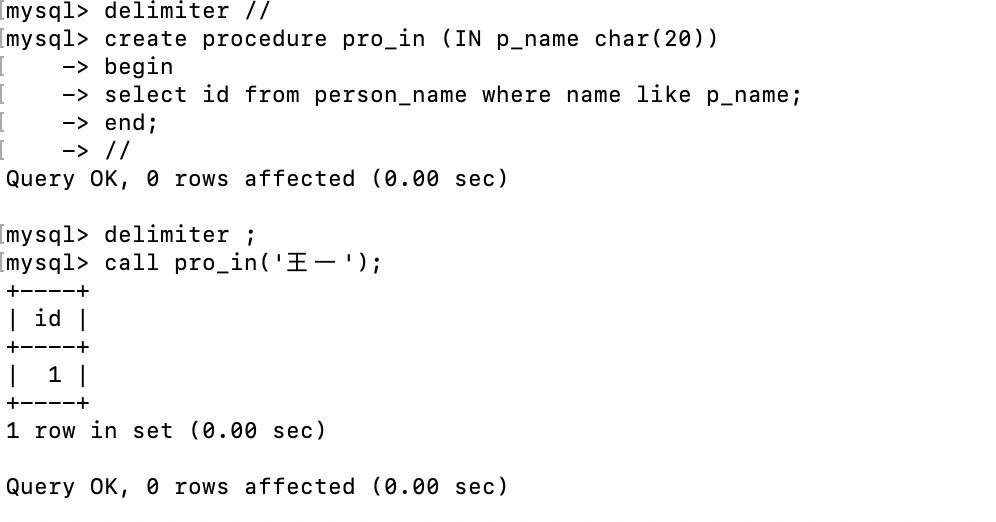 [mysql> delimiter //
[mysql> create procedure pro_in (IN p_name char(20))
[    -> begin
[    -> select id from person_name where name like p_name;
[    -> end;
[    -> //
Query OK, 0 rows affected (0.00 sec)
[mysql> delimiter ;
[mysql> call pro_in('王一');
+----+
| id |
+----+
|  1 |
+----+
1 row in set (0.00 sec)
Query OK, 0 rows affected (0.00 sec)